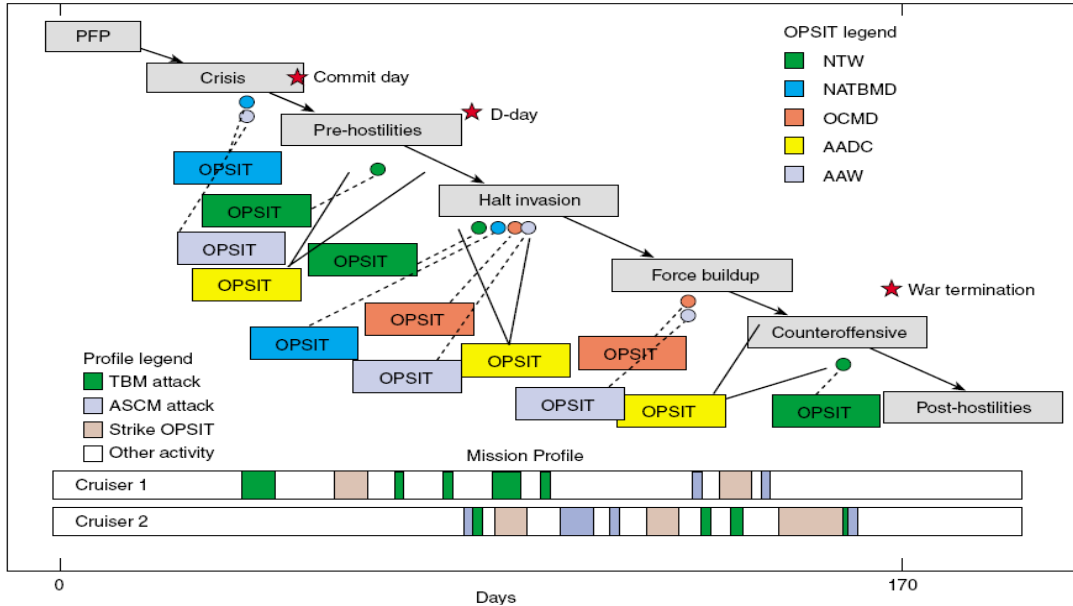 PFP
OPSIT legend
Crisis
Commit day
NTW
NATBMD
D-day
OCMD
Pre-hostilities
AADC
OPSIT
AAW
Halt invasion
OPSIT
OPSIT
OPSIT
Force buildup
OPSIT
War termination
OPSIT
Counteroffensive
OPSIT
OPSIT
OPSIT
Profile legend
OPSIT
TBM attack
OPSIT
OPSIT
OPSIT
Post-hostilities
ASCM attack
Strike OPSIT
Other activity
Mission Profile
Cruiser 1
Cruiser 2
0
170
Days